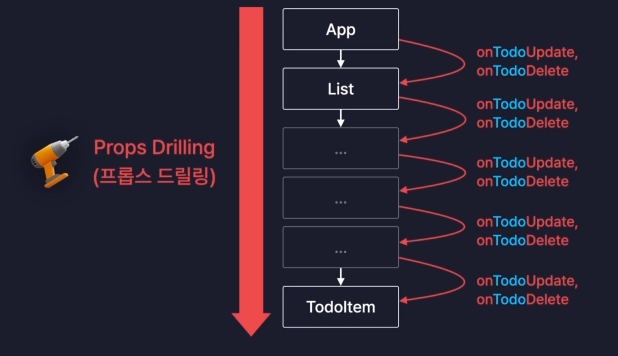 App
onTodoUpdate,
onTodoDelete
List
onTodoUpdate,
onTodoDelete
Props Drilling
(프롭스 드릴링)
...
onTodoUpdate,
onTodoDelete
...
onTodoUpdate,
onTodoDelete
...
onTodoUpdate,
onTodoDelete
TodoItem